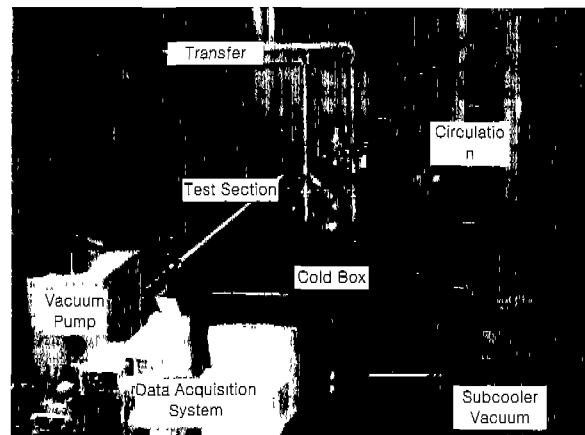 Transfer
Circulatio
n
Test Section
Cold Box
Vacuum
Pump
Data Acquisition
System
Subcooler
Vacuum